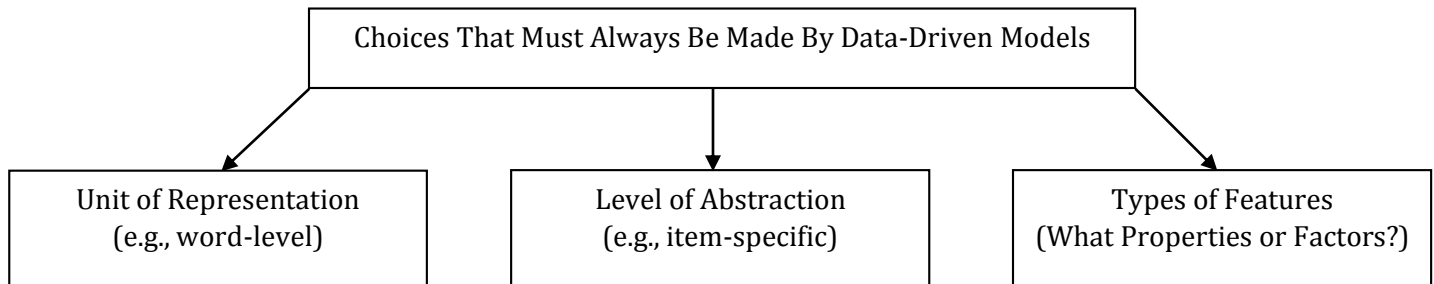 Choices That Must Always Be Made By Data-Driven Models
Unit of Representation
(e.g., word-level)
Level of Abstraction
(e.g., item-specific)
Types of Features
(What Properties or Factors?)